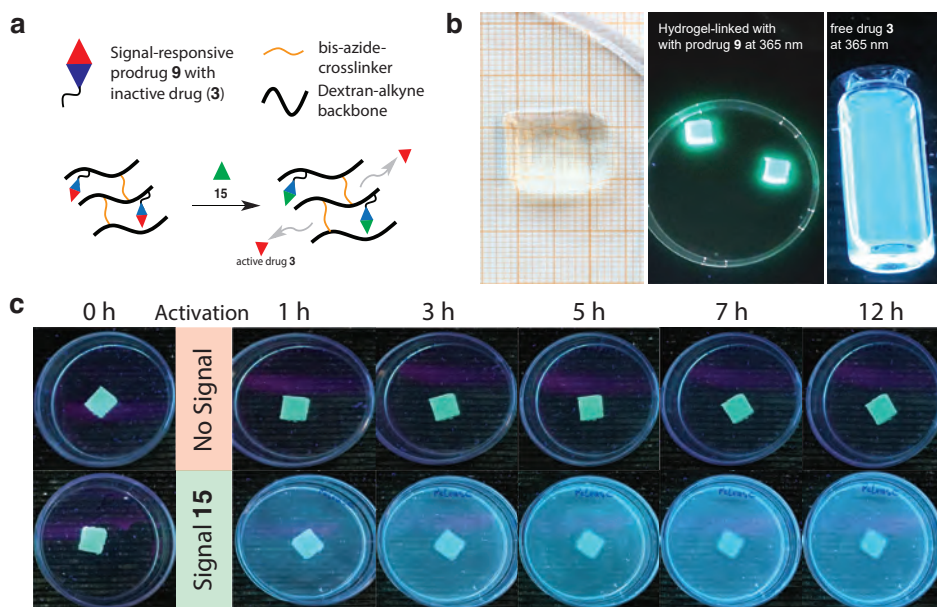 a
Signal-responsive
prodrug 9 with
inactive drug (3)
bis-azide-
crosslinker
Dextran-alkyne
backbone
15
active drug 3
b
Hydrogel-linked with
with prodrug 9 at 365 nm
free drug 3
at 365 nm
c
0 h
Activation
1 h
3 h
5 h
7 h
12 h
No Signal
Signal 15